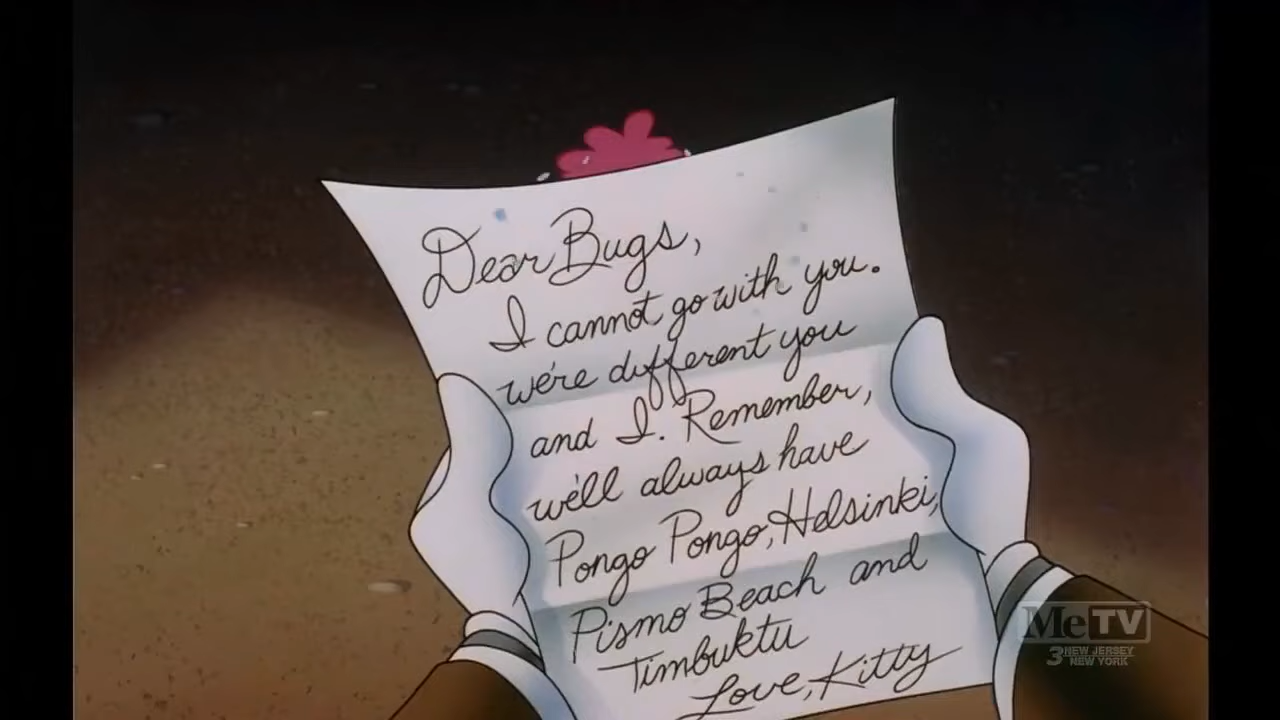 Dear Bugs,
I cannot go with you.
we're different you
and I. Remember,
we'll always have
Pongo Pongo, Helsinki,
Pismo Beach and
Timbuktu
Love, Kitty
MeTV
3 NEW JERSEY
NEW YORK